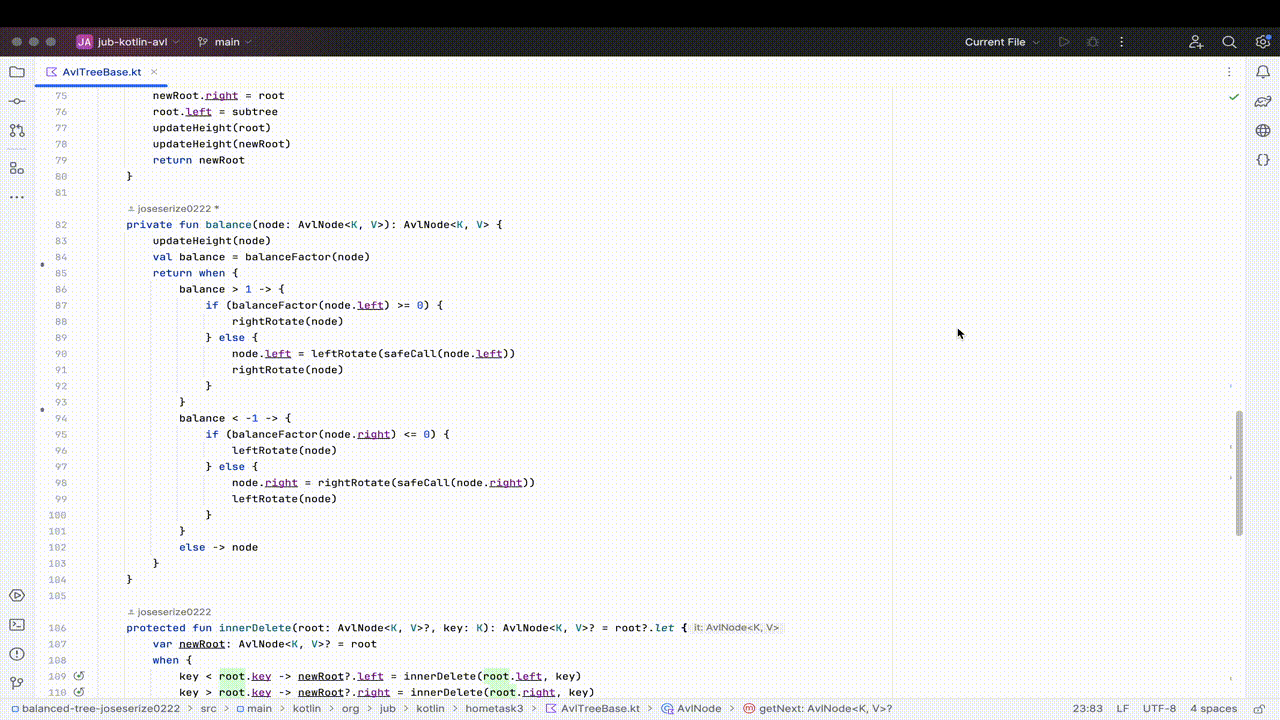 JA jub-kotlin-avl main Current File
AvlTreeBase.kt
75 newRoot.right = root
76 root.left = subtree
77 updateHeight(root)
78 updateHeight(newRoot)
79 return newRoot
80 }
81
joseserize0222 *
82 private fun balance(node: AvlNode<K, V>): AvlNode<K, V> {
83 updateHeight(node)
84 val balance = balanceFactor(node)
85 return when {
86 balance > 1 -> {
87 if (balanceFactor(node.left) >= 0) {
88 rightRotate(node)
89 } else {
90 node.left = leftRotate(safeCall(node.left))
91 rightRotate(node)
92 }
93 }
94 balance < -1 -> {
95 if (balanceFactor(node.right) <= 0) {
96 leftRotate(node)
97 } else {
98 node.right = rightRotate(safeCall(node.right))
99 leftRotate(node)
100 }
101 }
102 else -> node
103 }
104 }
105
joseserize0222
106 protected fun innerDelete(root: AvlNode<K, V>?, key: K): AvlNode<K, V>? = root?.let { it: AvlNode<K, V>
107 var newRoot: AvlNode<K, V>? = root
108 when {
109 key < root.key -> newRoot?.left = innerDelete(root.left, key)
110 key > root.key -> newRoot?.right = innerDelete(root.right, key)
balanced-tree-joseserize0222 > src > main > kotlin > org > jub > kotlin > hometask3 > AvlTreeBase.kt > AvlNode > getNext: AvlNode<K, V>? 23:83 LF UTF-8 4 spaces